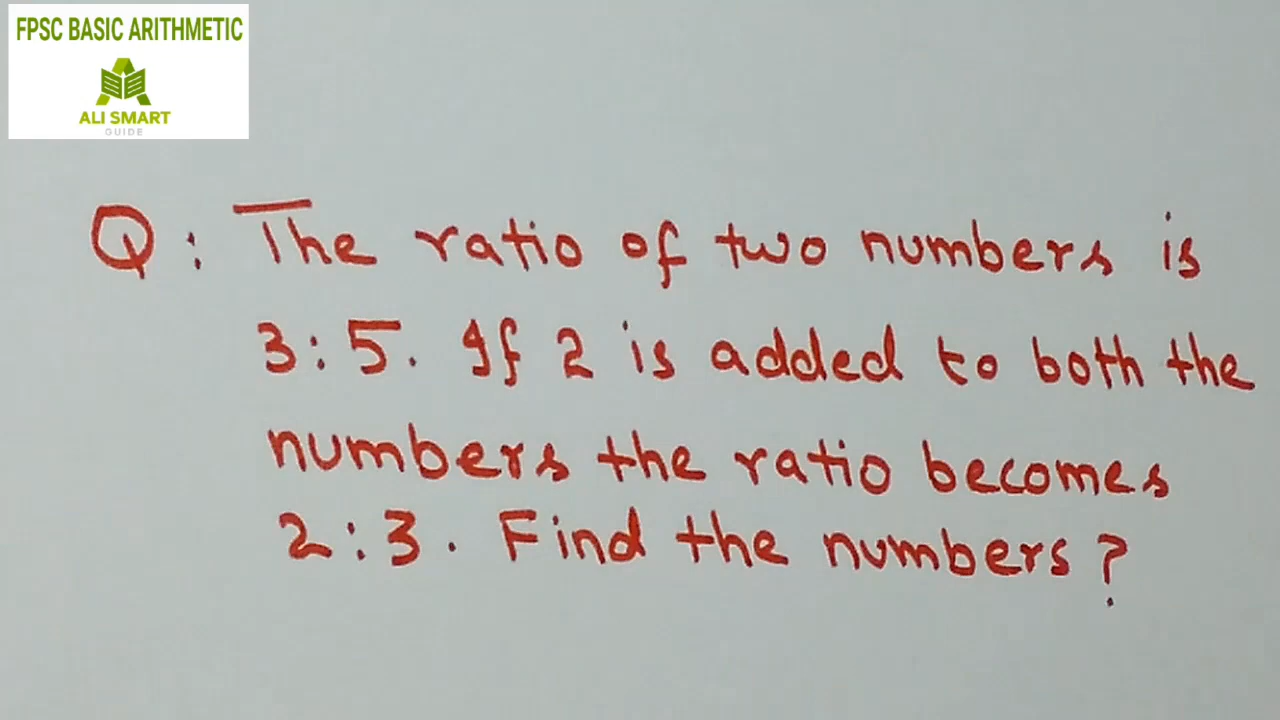 FPSC BASIC ARITHMETIC
ALI SMART
GUIDE
Q: The ratio of two numbers is
3:5. If 2 is added to both the
numbers the ratio becomes
2:3. Find the numbers?